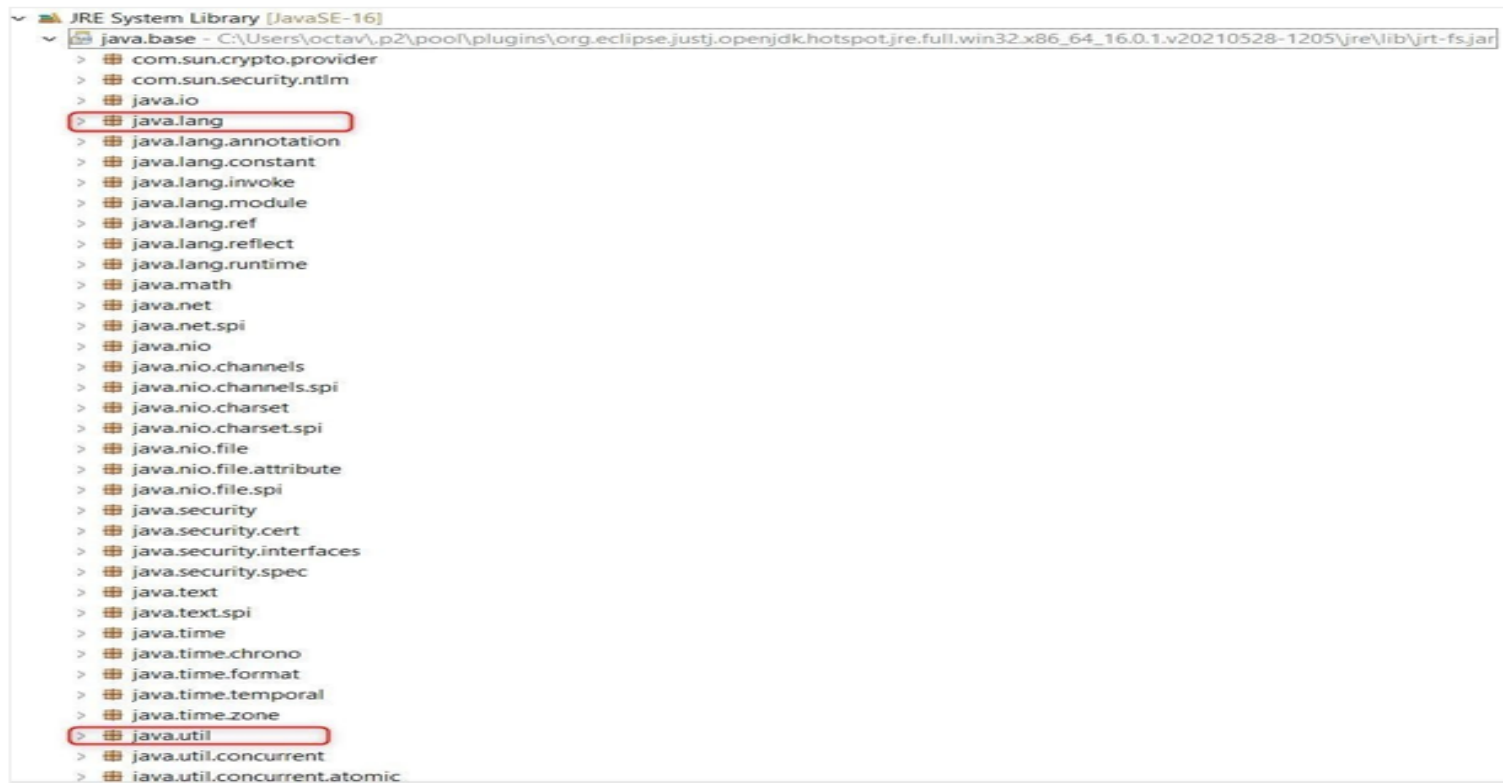 JRE System Library [JavaSE-16]
java.base - C:\Users\octav\.p2\pool\plugins\org.eclipse.justj.openjdk.hotspot.jre.full.win32.x86_64_16.0.1.v20210528-1205\jre\lib\jrt-fs.jar
com.sun.crypto.provider
com.sun.security.ntlm
java.io
java.lang
java.lang.annotation
java.lang.constant
java.lang.invoke
java.lang.module
java.lang.ref
java.lang.reflect
java.lang.runtime
java.math
java.net
java.net.spi
java.nio
java.nio.channels
java.nio.channels.spi
java.nio.charset
java.nio.charset.spi
java.nio.file
java.nio.file.attribute
java.nio.file.spi
java.security
java.security.cert
java.security.interfaces
java.security.spec
java.text
java.text.spi
java.time
java.time.chrono
java.time.format
java.time.temporal
java.time.zone
java.util
java.util.concurrent
java.util.concurrent.atomic